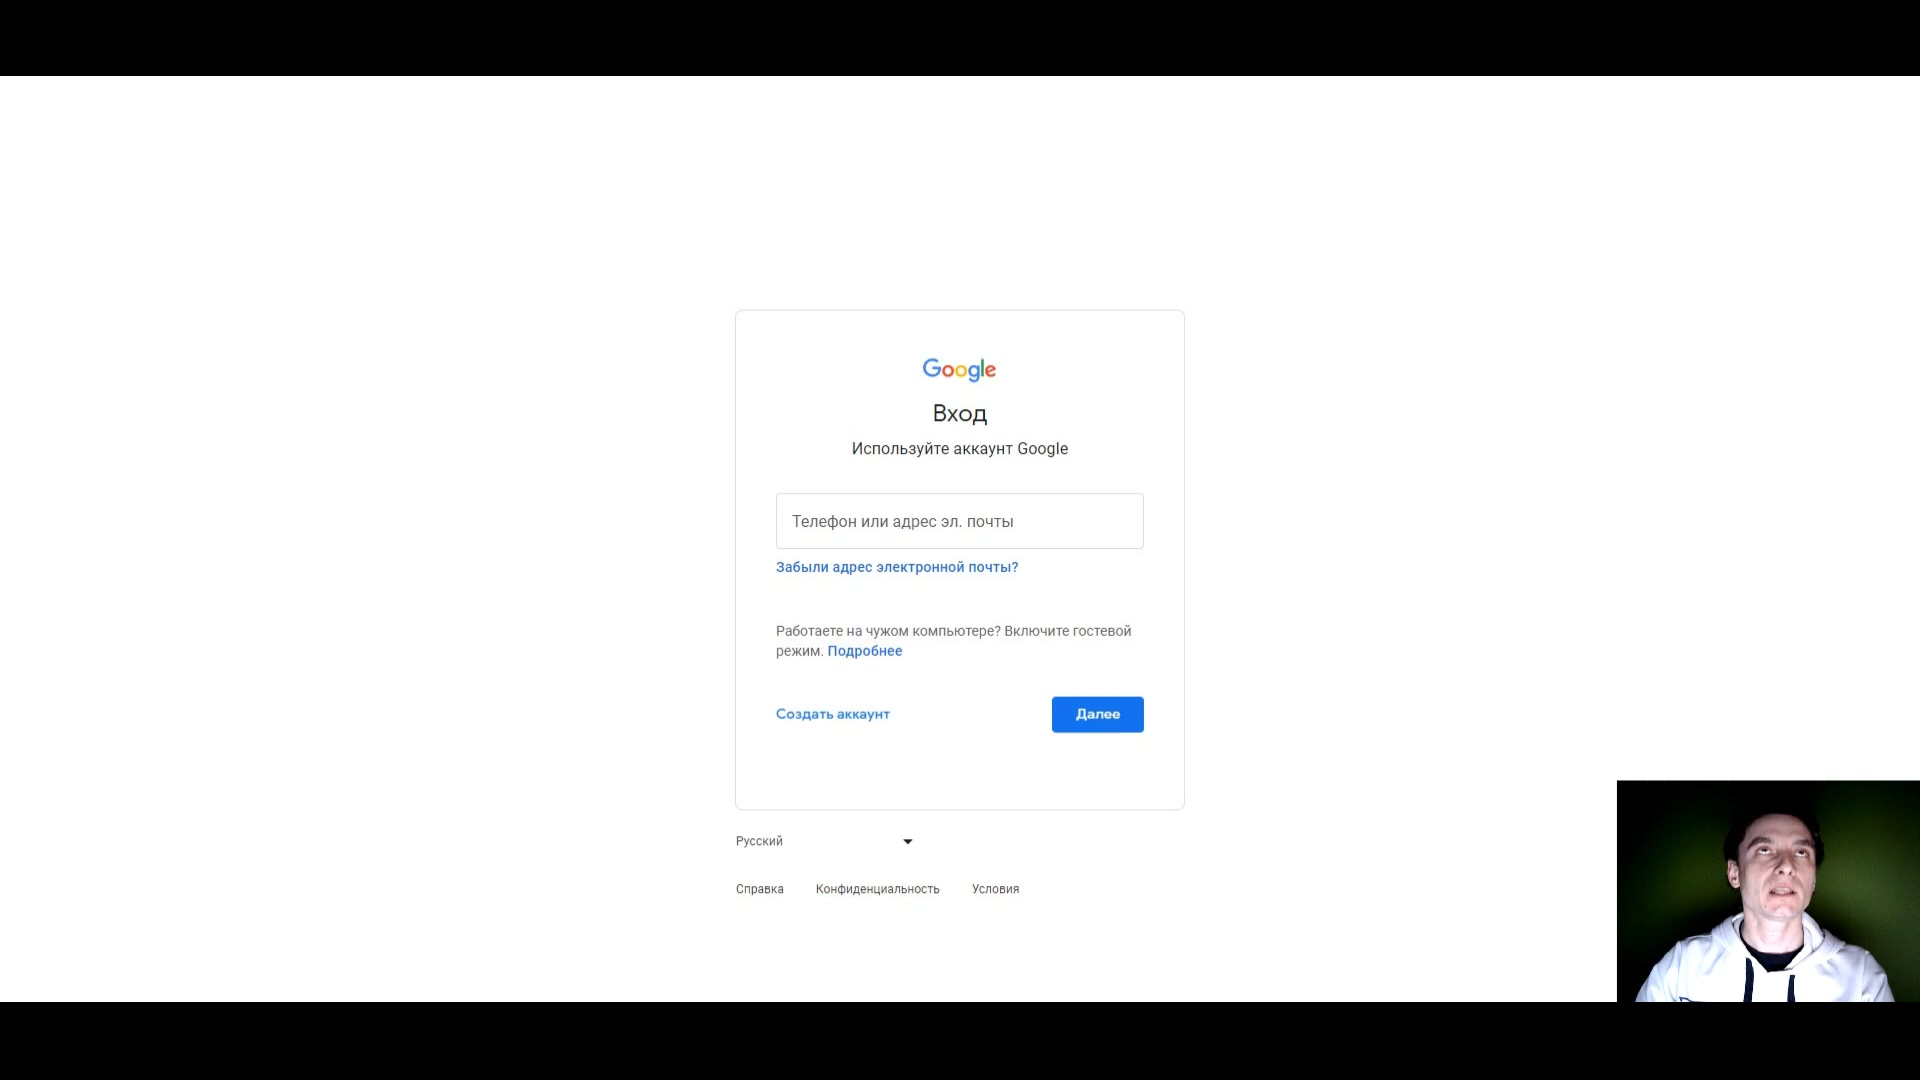 Google
Вход
Используйте аккаунт Google
Телефон или адрес эл. почты
Забыли адрес электронной почты?
Работаете на чужом компьютере? Включите гостевой
режим. Подробнее
Создать аккаунт
Далее
Русский
Справка
Конфиденциальность
Условия